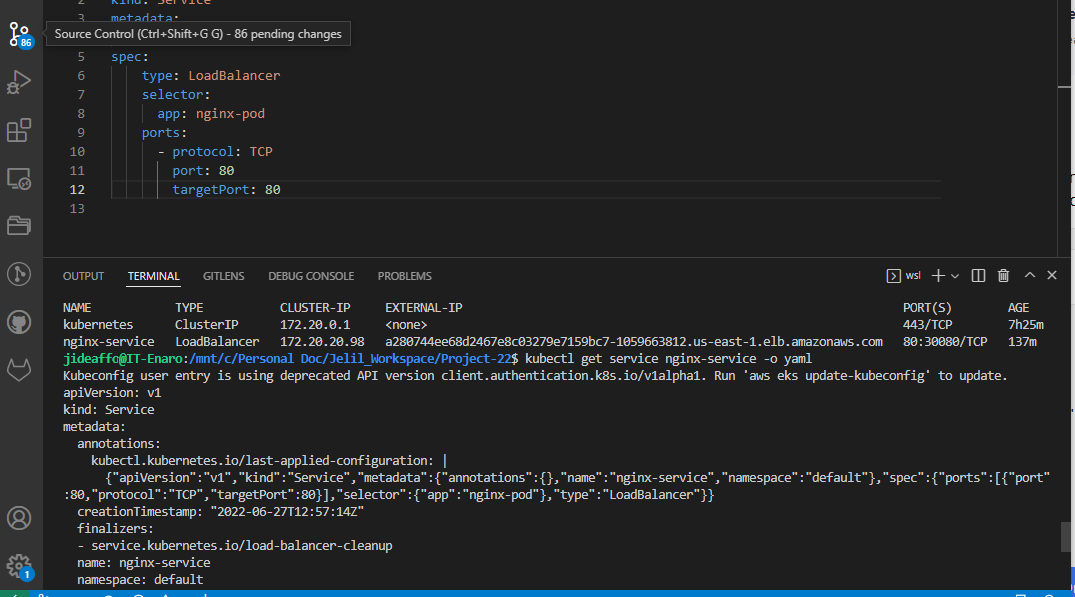 2 kind: Service
3 metadata:
86
Source Control (Ctrl+Shift+G G) - 86 pending changes
5 spec:
6 type: LoadBalancer
7 selector:
8 app: nginx-pod
9 ports:
10 - protocol: TCP
11 port: 80
12 targetPort: 80
13
OUTPUT TERMINAL GITLENS DEBUG CONSOLE PROBLEMS wsl
NAME TYPE CLUSTER-IP EXTERNAL-IP PORT(S) AGE
kubernetes ClusterIP 172.20.0.1 <none> 443/TCP 7h25m
nginx-service LoadBalancer 172.20.20.98 a280744ee68d2467e8c03279e7159bc7-1059663812.us-east-1.elb.amazonaws.com 80:30080/TCP 137m
jideaffo@IT-Enaro:/mnt/c/Personal Doc/Jelil_Workspace/Project-22$ kubectl get service nginx-service -o yaml
Kubeconfig user entry is using deprecated API version client.authentication.k8s.io/v1alpha1. Run 'aws eks update-kubeconfig' to update.
apiVersion: v1
kind: Service
metadata:
annotations:
kubectl.kubernetes.io/last-applied-configuration: |
{"apiVersion":"v1","kind":"Service","metadata":{"annotations":{},"name":"nginx-service","namespace":"default"},"spec":{"ports":[{"port"
:80,"protocol":"TCP","targetPort":80}],"selector":{"app":"nginx-pod"},"type":"LoadBalancer"}}
creationTimestamp: "2022-06-27T12:57:14Z"
finalizers:
- service.kubernetes.io/load-balancer-cleanup
name: nginx-service
1
namespace: default